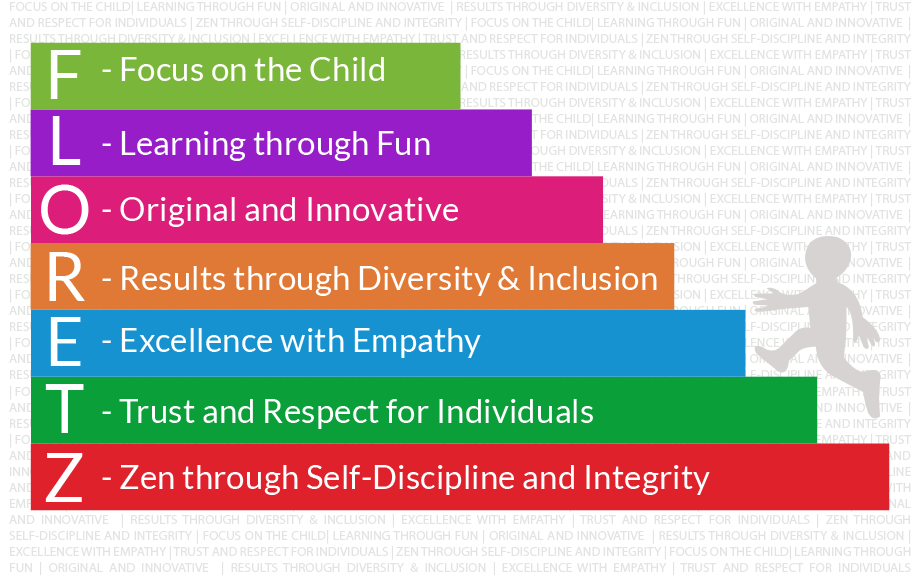 FOCUS ON THE CHILD| LEARNING THROUGH FUN | ORIGINAL AND INNOVATIVE | RESULTS THROUGH DIVERSITY & INCLUSION | EXCELLENCE WITH EMPATHY | TRUST
AND RESPECT FOR INDIVIDUALS | ZEN THROUGH SELF-DISCIPLINE AND INTEGRITY | FOCUS ON THE CHILD| LEARNING THROUGH FUN | ORIGINAL AND INNOVATIVE |
RESULTS THROUGH DIVERSITY & INCLUSION | EXCELLENCE WITH EMPATHY | TRUST AND RESPECT FOR INDIVIDUALS | ZEN THROUGH SELF-DISCIPLINE AND INTEGRITY
F - Focus on the Child
L - Learning through Fun
O - Original and Innovative
R - Results through Diversity & Inclusion
E - Excellence with Empathy
T - Trust and Respect for Individuals
Z - Zen through Self-Discipline and Integrity
AND INNOVATIVE | RESULTS THROUGH DIVERSITY & INCLUSION | EXCELLENCE WITH EMPATHY | TRUST AND RESPECT FOR INDIVIDUALS | ZEN THROUGH
SELF-DISCIPLINE AND INTEGRITY | FOCUS ON THE CHILD| LEARNING THROUGH FUN | ORIGINAL AND INNOVATIVE | RESULTS THROUGH DIVERSITY & INCLUSION |
EXCELLENCE WITH EMPATHY | TRUST AND RESPECT FOR INDIVIDUALS | ZEN THROUGH SELF-DISCIPLINE AND INTEGRITY | FOCUS ON THE CHILD| LEARNING THROUGH
FUN | ORIGINAL AND INNOVATIVE | RESULTS THROUGH DIVERSITY & INCLUSION | EXCELLENCE WITH EMPATHY | TRUST AND RESPECT FOR INDIVIDUALS